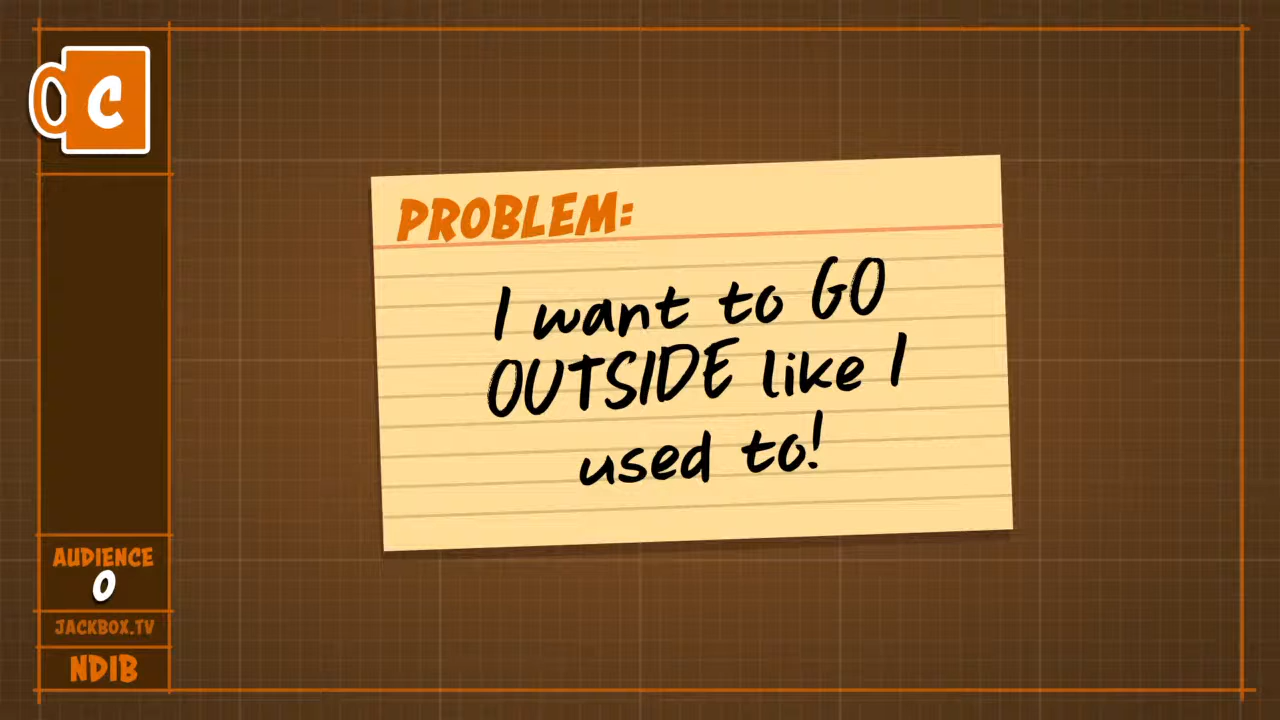 C
PROBLEM:
I want to GO
OUTSIDE like I
used to!
AUDIENCE
0
JACKBOX.TV
NDIB